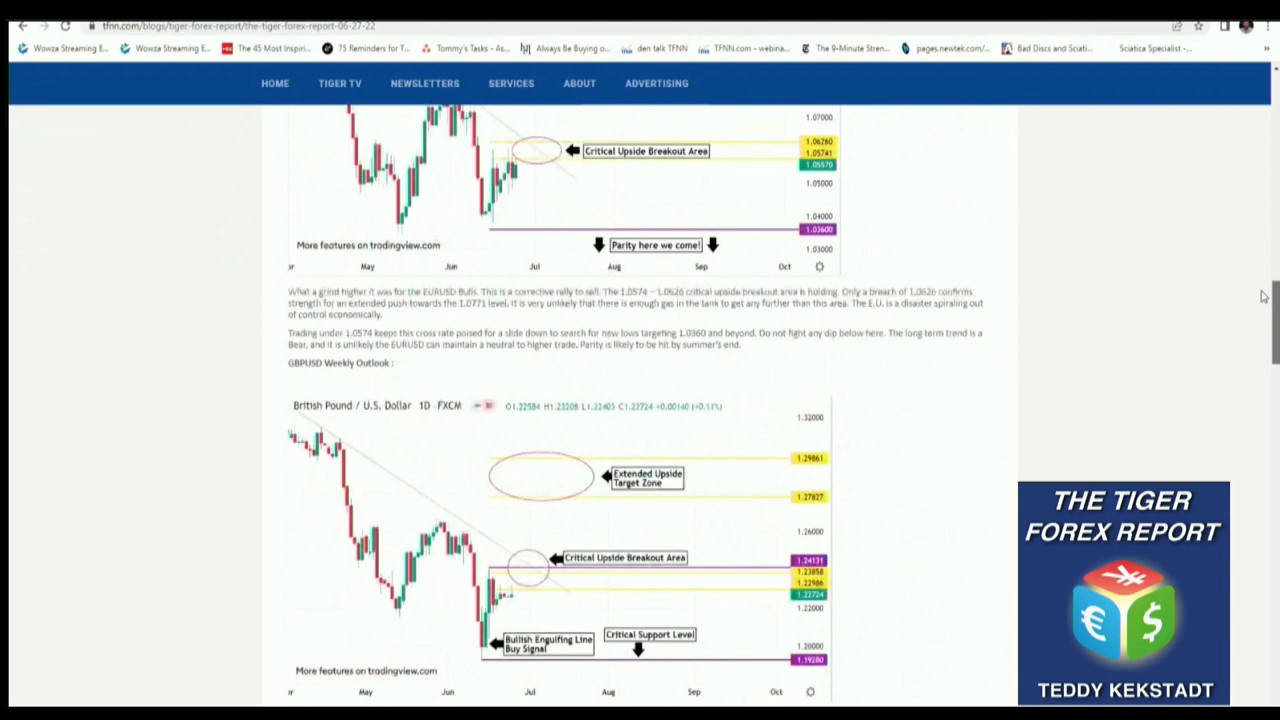 tfnn.com/blogs/tiger-forex-report/the-tiger-forex-report-06-27-22
Wowza Streaming E... Wowza Streaming E... The 45 Most Inspiri... 75 Reminders for T... Tommy's Tasks - As... Always Be Buying o... den talk TFNN TFNN.com - webina... The 9-Minute Stren... pages.newtek.com/... Bad Discs and Sciati... Sciatica Specialist -...
HOME TIGER TV NEWSLETTERS SERVICES ABOUT ADVERTISING
1.07000
1.06260
Critical Upside Breakout Area
1.05741
1.05570
1.05000
1.04000
1.03600
More features on tradingview.com
Parity here we come!
1.03000
May Jun Jul Aug Sep Oct
What a grind higher it was for the EURUSD Bulls. This is a corrective rally to sell. The 1.0574 – 1.0626 critical upside breakout area is holding. Only a breach of 1.0626 confirms
strength for an extended push towards the 1.0771 level. It is very unlikely that there is enough gas in the tank to get any further than this area. The E.U. is a disaster spiraling out
of control economically.
Trading under 1.0574 keeps this cross rate poised for a slide down to search for new lows targeting 1.0360 and beyond. Do not fight any dip below here. The long term trend is a
Bear, and it is unlikely the EURUSD can maintain a neutral to higher trade. Parity is likely to be hit by summer's end.
GBPUSD Weekly Outlook :
British Pound / U.S. Dollar 1D FXCM O1.22584 H1.23208 L1.22403 C1.22724 +0.00140 (+0.11%)
1.32000
1.29861
Extended Upside
Target Zone
1.27827
1.26000
Critical Upside Breakout Area
1.24131
1.23858
1.22986
1.22724
1.22000
Bullish Engulfing Line
Buy Signal
Critical Support Level
1.20000
1.19280
More features on tradingview.com
May Jun Jul Aug Sep Oct
THE TIGER
FOREX REPORT
TEDDY KEKSTADT